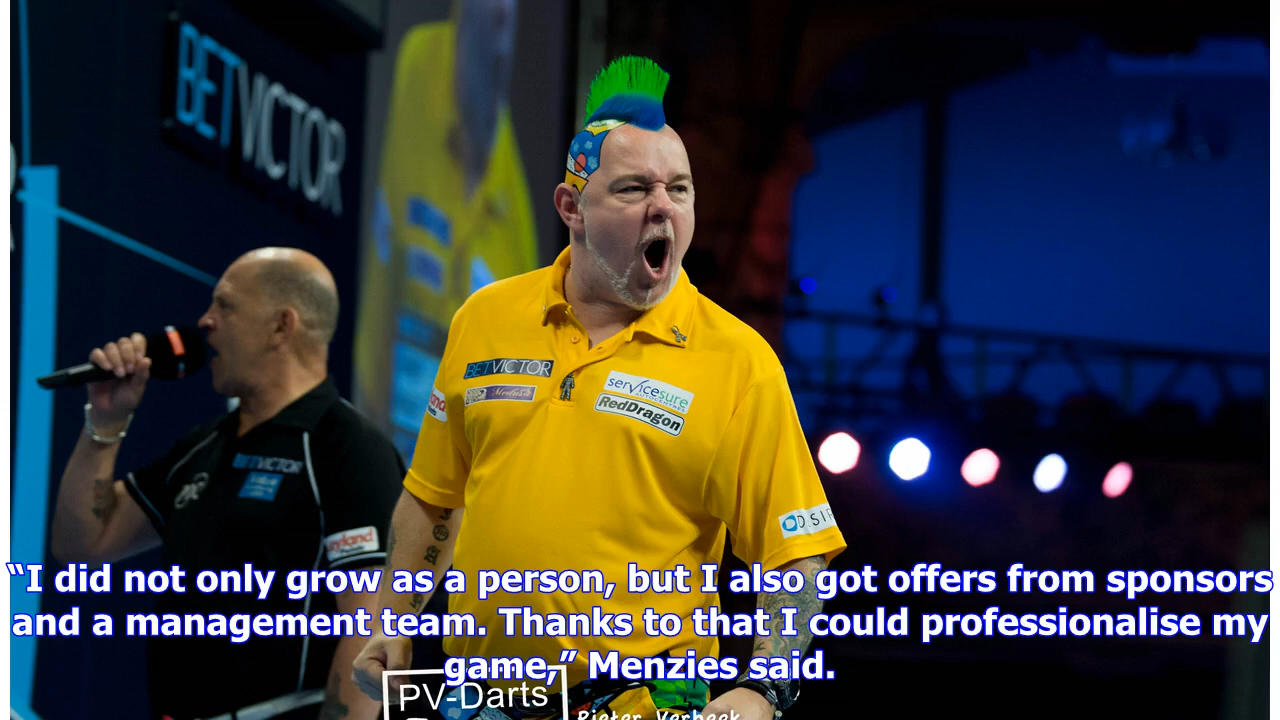 BETVICTOR
BETVICTOR
BETVICTOR
servicesure
AUTOCENTRES
RedDragon
“I did not only grow as a person, but I also got offers from sponsors
and a management team. Thanks to that I could professionalise my
game,” Menzies said.
PV-Darts
Pieter Verbeek